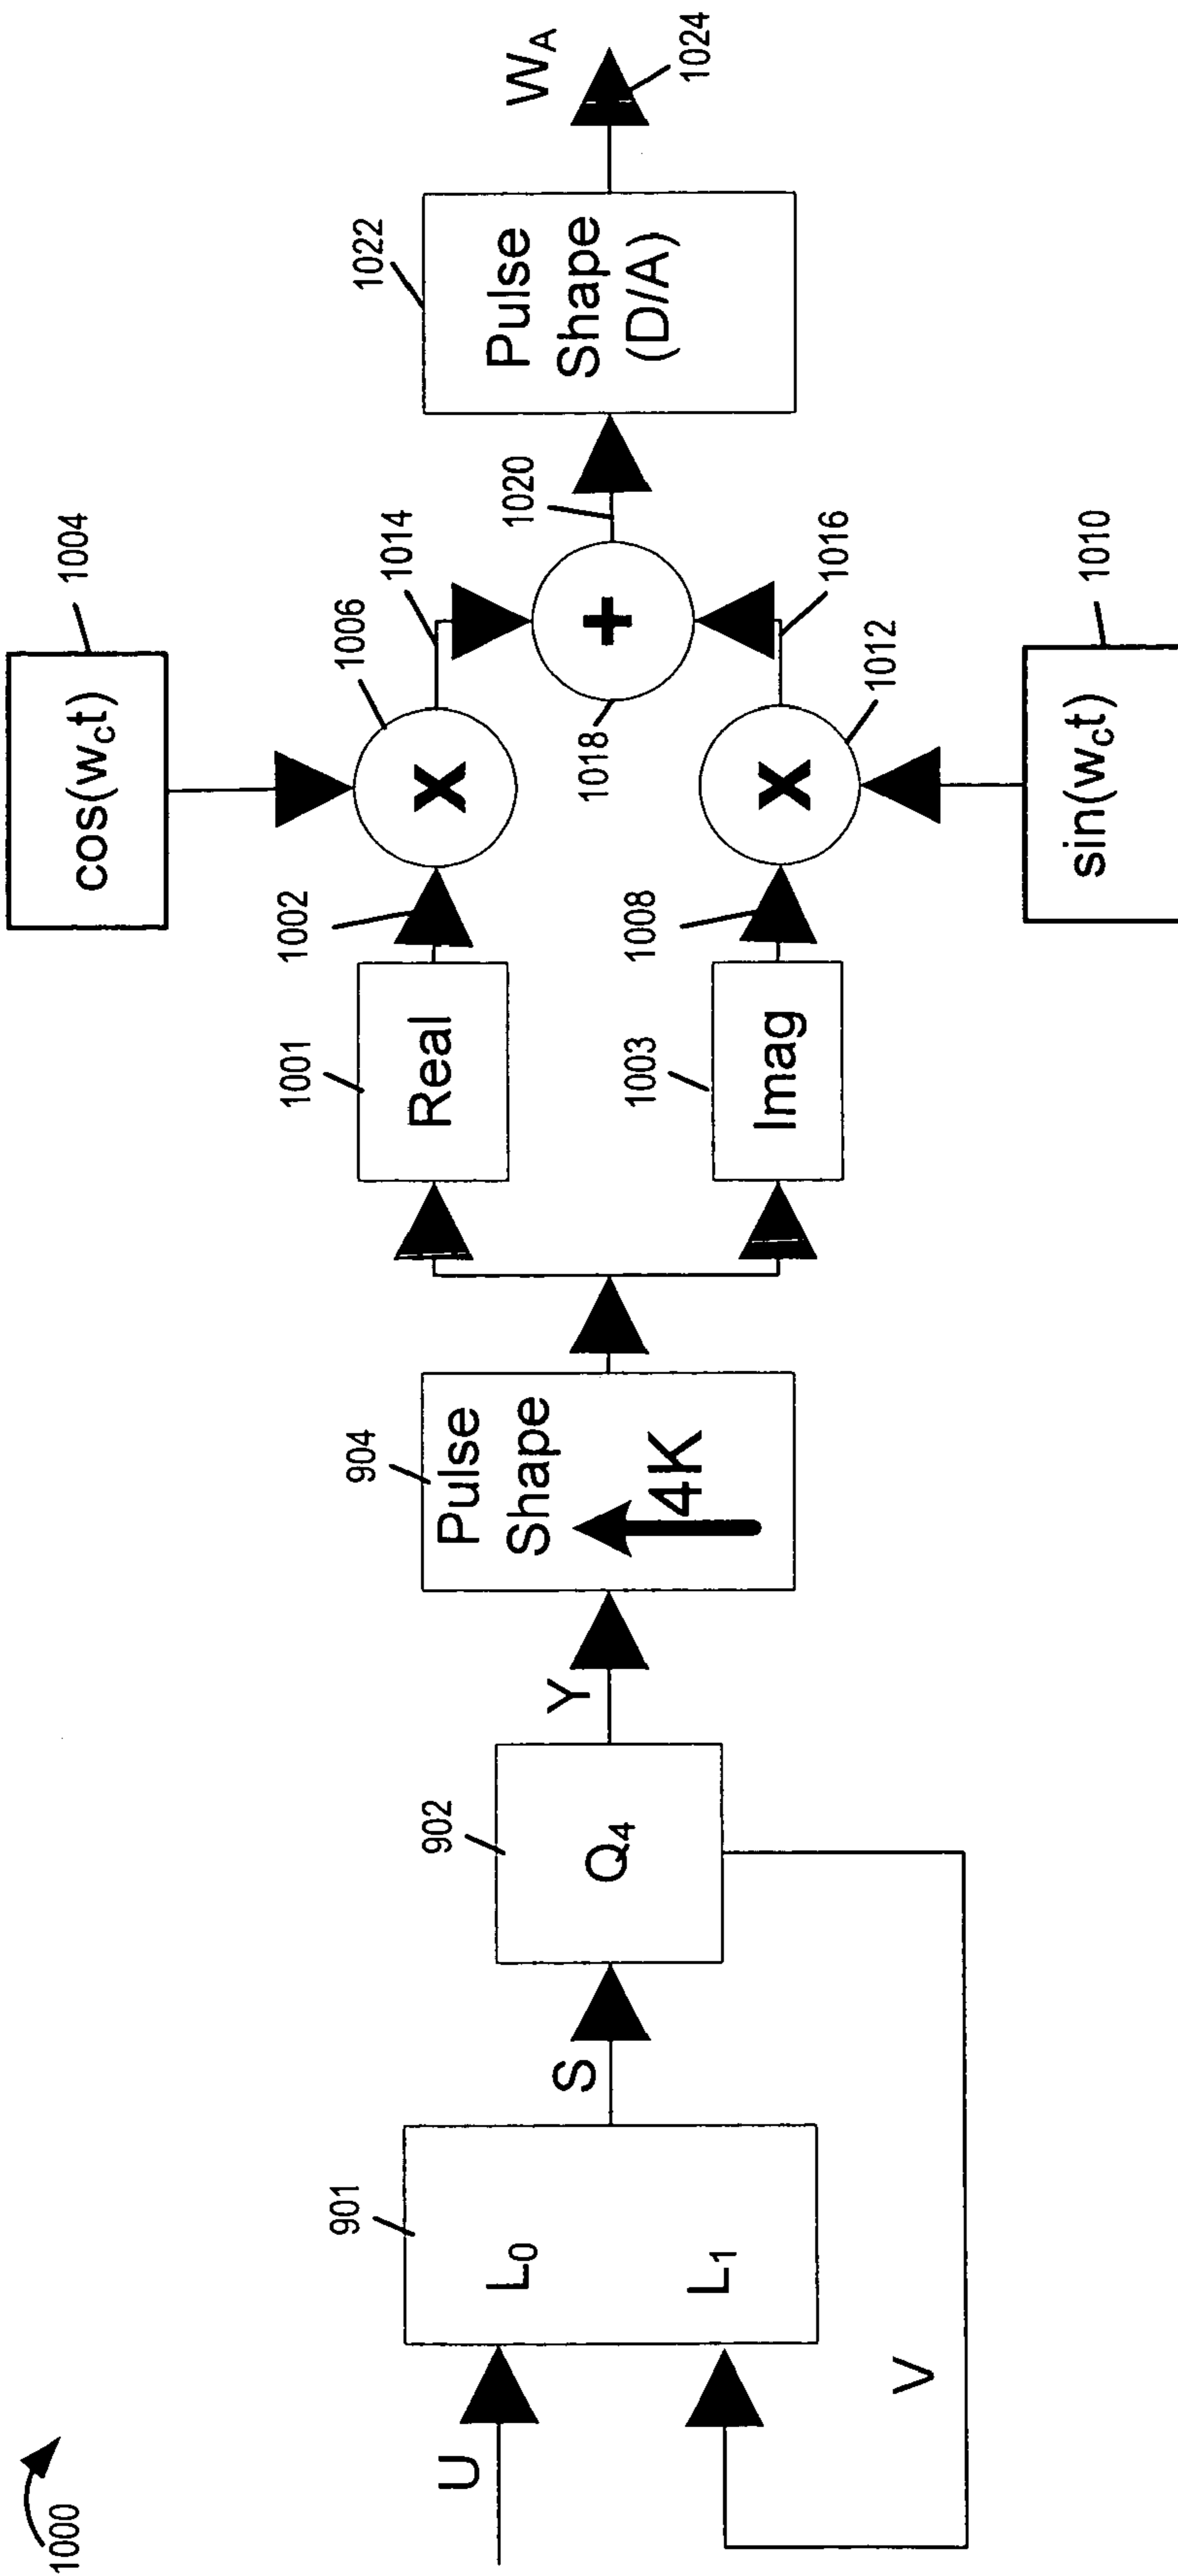 1000
U
L0
L1
901
S
Q4
902
Y
V
Pulse
Shape
4K
904
Real
1001
1002
Imag
1003
1008
cos(wct)
1004
X
1006
1014
X
1012
1016
sin(wct)
1010
+
1018
1020
Pulse
Shape
(D/A)
1022
WA
1024